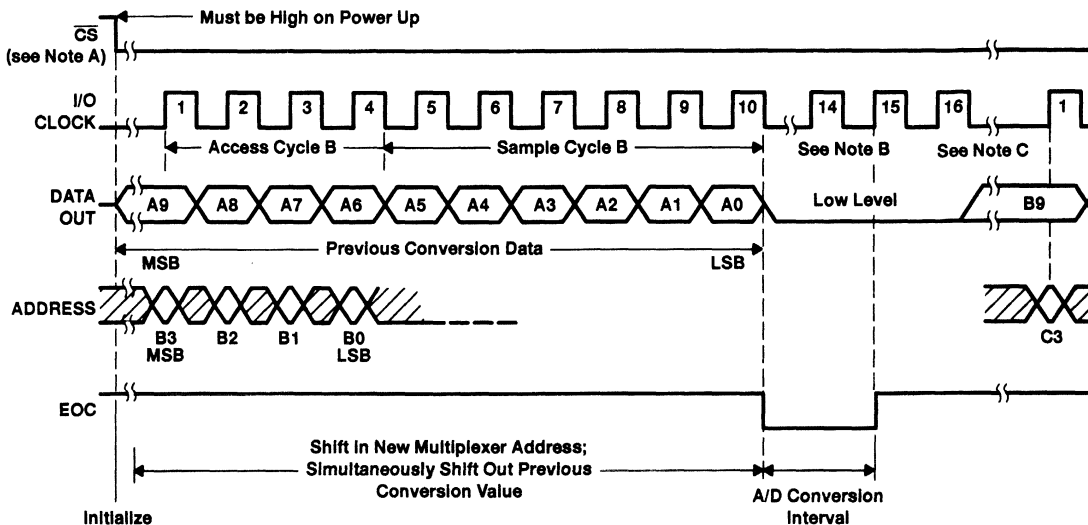 Must be High on Power Up
CS
(see Note A)
I/O
CLOCK
1 2 3 4 5 6 7 8 9 10 14 15 16 1
Access Cycle B
Sample Cycle B
See Note B
See Note C
DATA
OUT
A9 A8 A7 A6 A5 A4 A3 A2 A1 A0
Low Level
B9
Previous Conversion Data
MSB
LSB
ADDRESS
B3 B2 B1 B0
MSB LSB
C3
EOC
Shift in New Multiplexer Address;
Simultaneously Shift Out Previous
Conversion Value
A/D Conversion
Interval
Initialize